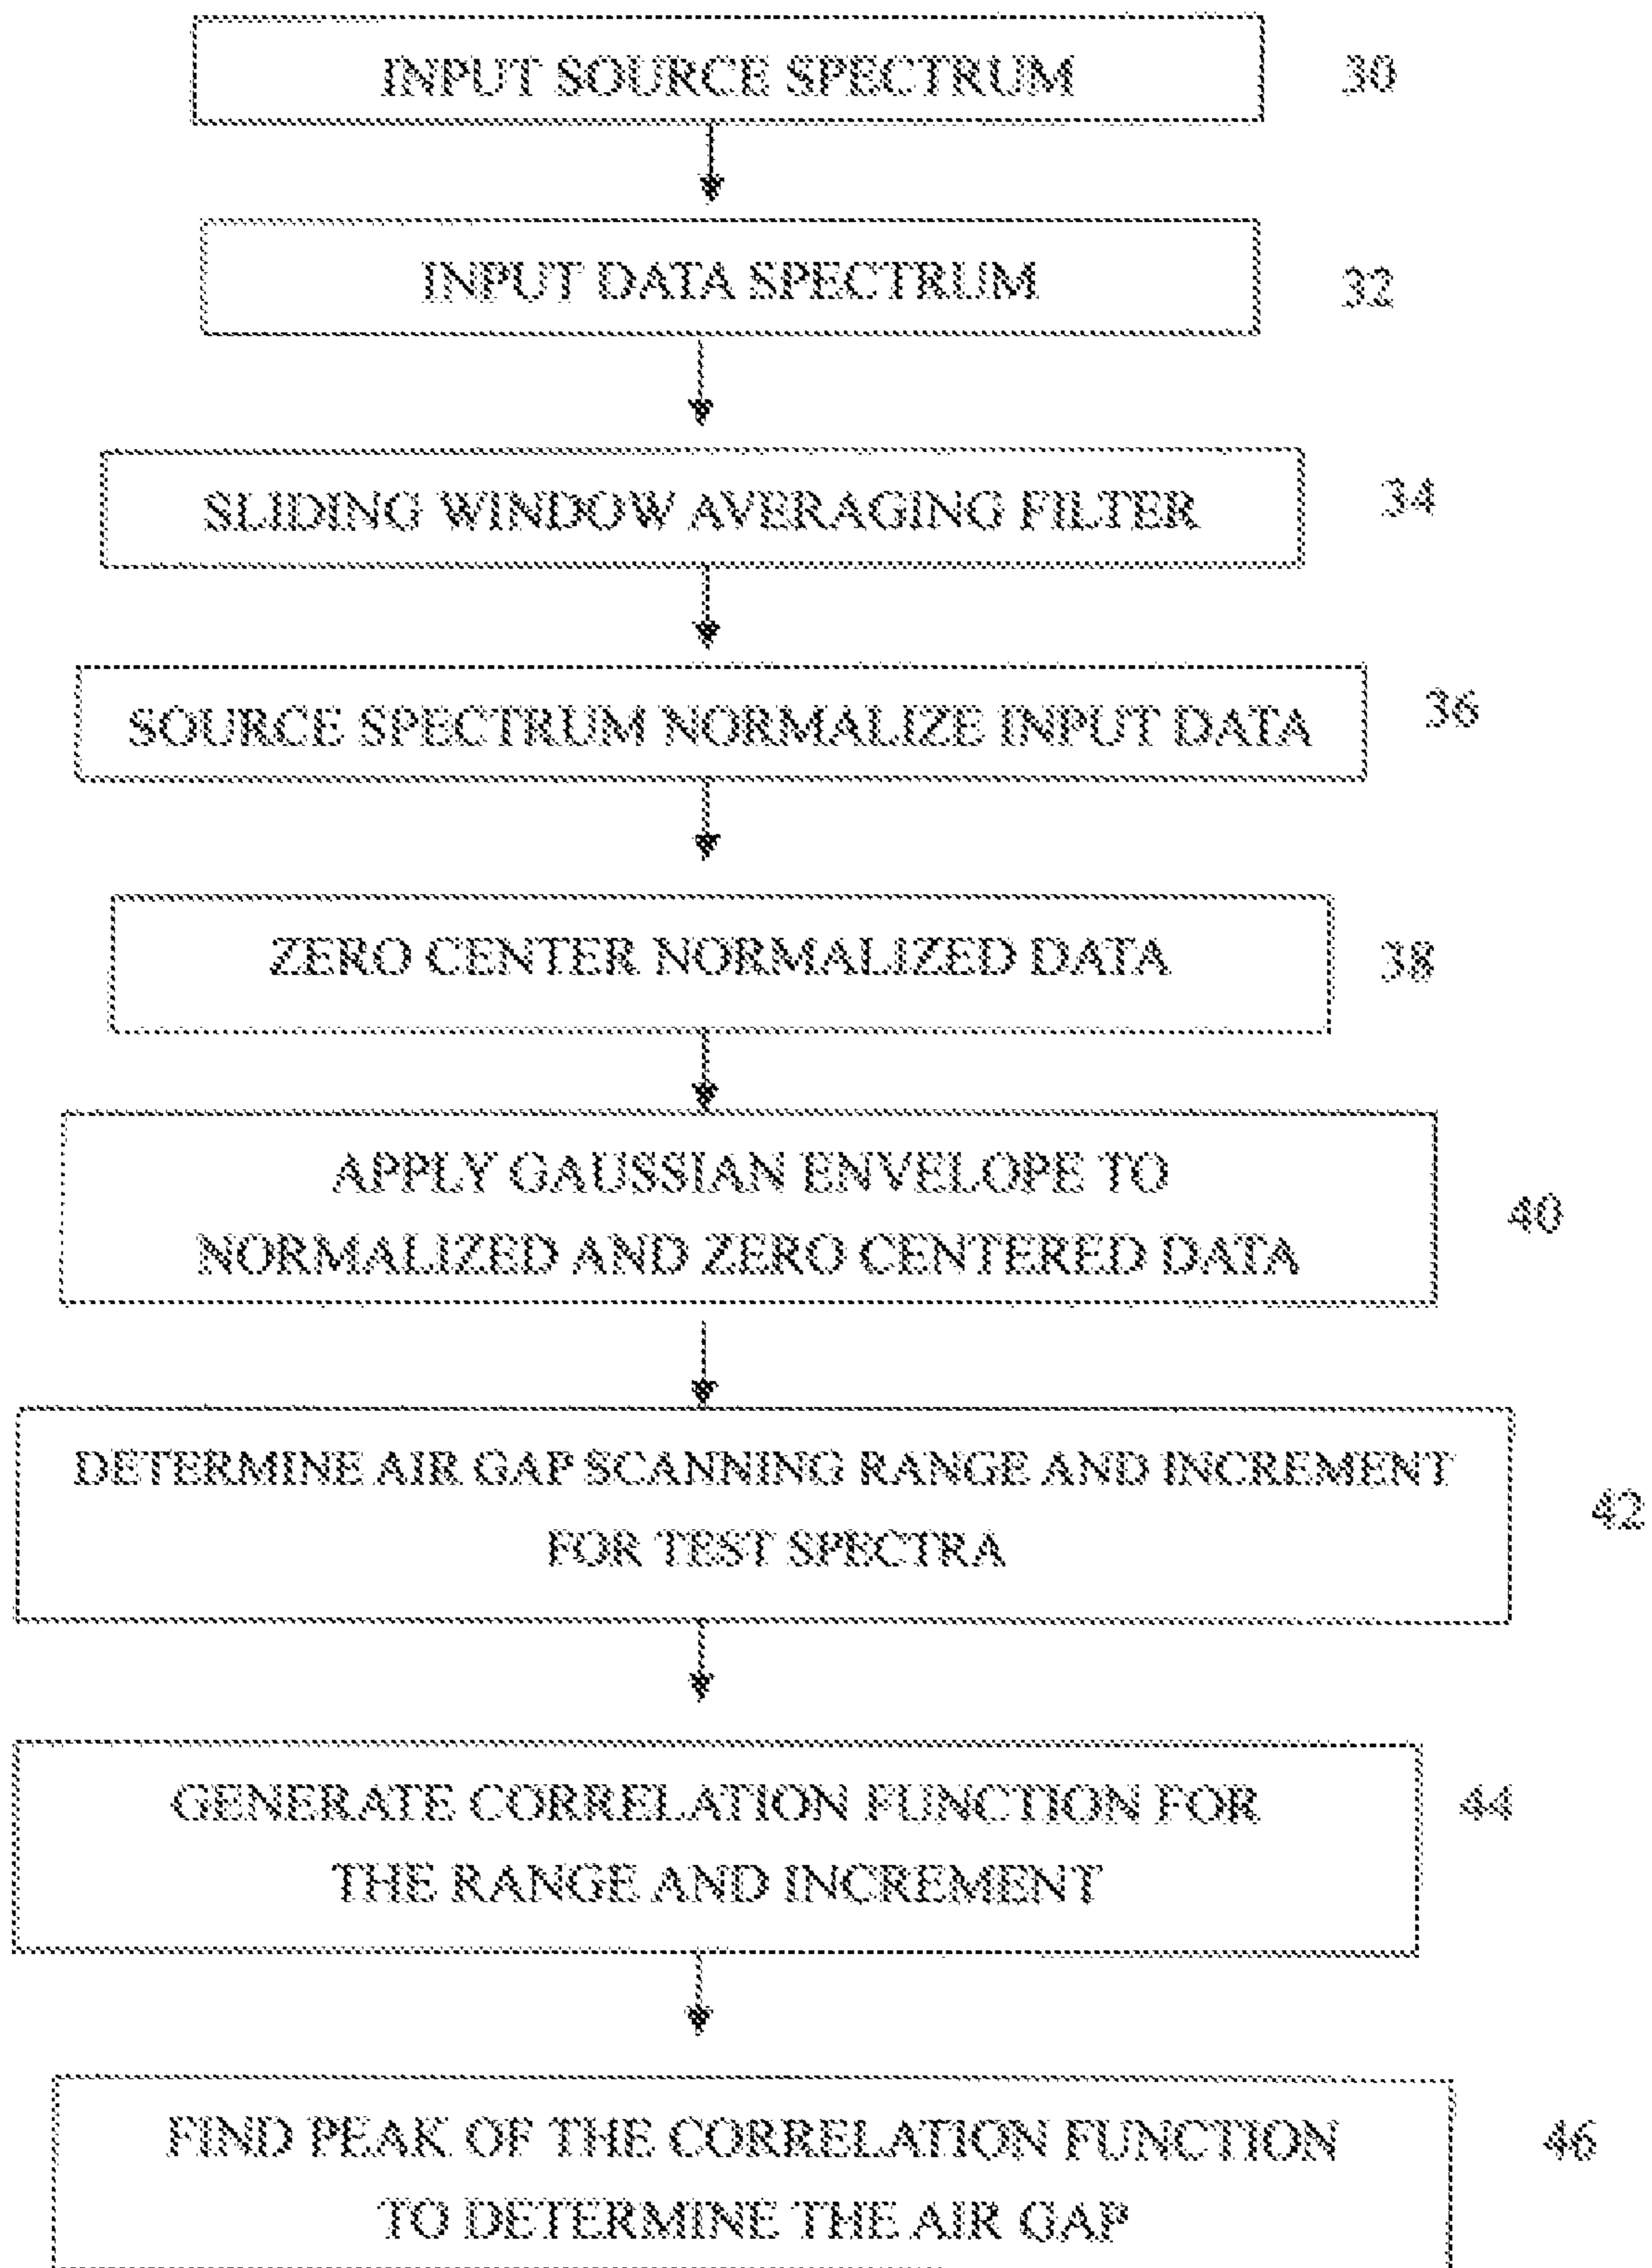 INPUT SOURCE SPECTRUM 30
INPUT DATA SPECTRUM 32
SLIDING WINDOW AVERAGING FILTER 34
SOURCE SPECTRUM NORMALIZE INPUT DATA 36
ZERO CENTER NORMALIZED DATA 38
APPLY GAUSSIAN ENVELOPE TO
NORMALIZED AND ZERO CENTERED DATA
40
DETERMINE AIR GAP SCANNING RANGE AND INCREMENT
FOR TEST SPECTRA
42
GENERATE CORRELATION FUNCTION FOR
THE RANGE AND INCREMENT
44
FIND PEAK OF THE CORRELATION FUNCTION
TO DETERMINE THE AIR GAP
46